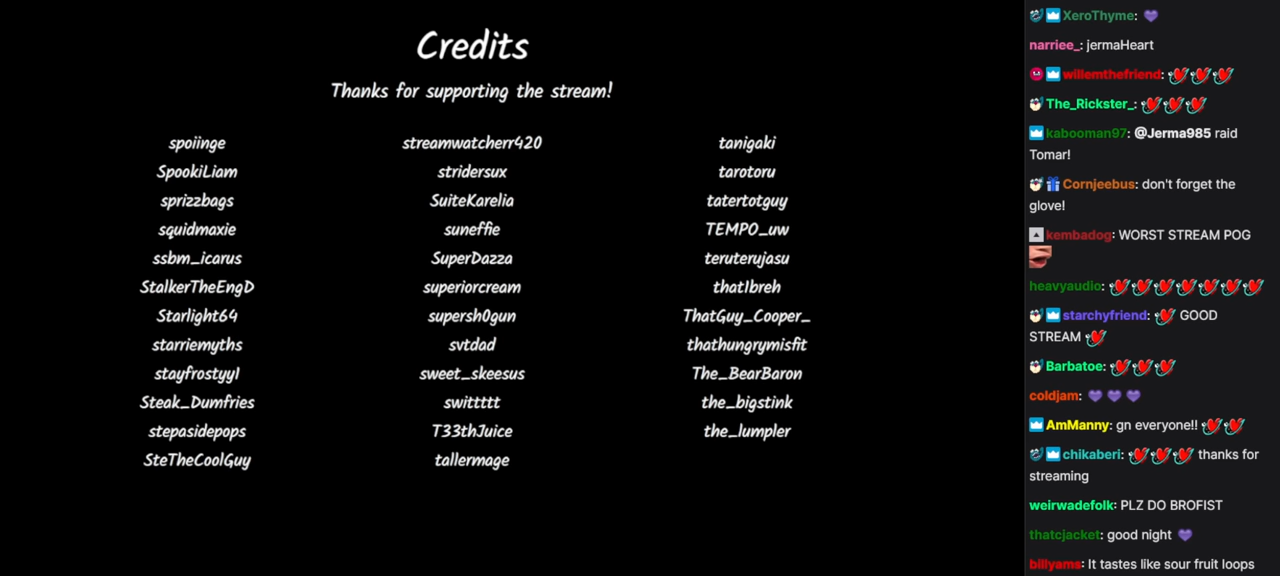 Credits
Thanks for supporting the stream!
spoiinge
SpookiLiam
sprizzbags
squidmaxie
ssbm_icarus
StalkerTheEngD
Starlight64
starriemyths
stayfrostyyl
Steak_Dumfries
stepasidepops
SteTheCoolGuy
streamwatcherr420
stridersux
SuiteKarelia
suneffie
SuperDazza
superiorcream
supersh0gun
svtdad
sweet_skeesus
swittttt
T33thJuice
tallermage
tanigaki
tarotoru
tatertotguy
TEMPO_uw
teruterujasu
thatIbreh
ThatGuy_Cooper_
thathungrymisfit
The_BearBaron
the_bigstink
the_lumpler
XeroThyme:
narriee_: jermaHeart
willemthefriend:
The_Rickster_:
kabooman97: @Jerma985 raid
Tomar!
Cornjeebus: don't forget the
glove!
kembadog: WORST STREAM POG
heavyaudio:
starchyfriend: GOOD
STREAM
Barbatoe:
coldjam:
AmManny: gn everyone!!
chikaberi: thanks for
streaming
weirwadefolk: PLZ DO BROFIST
thatcjacket: good night
billyams: It tastes like sour fruit loops